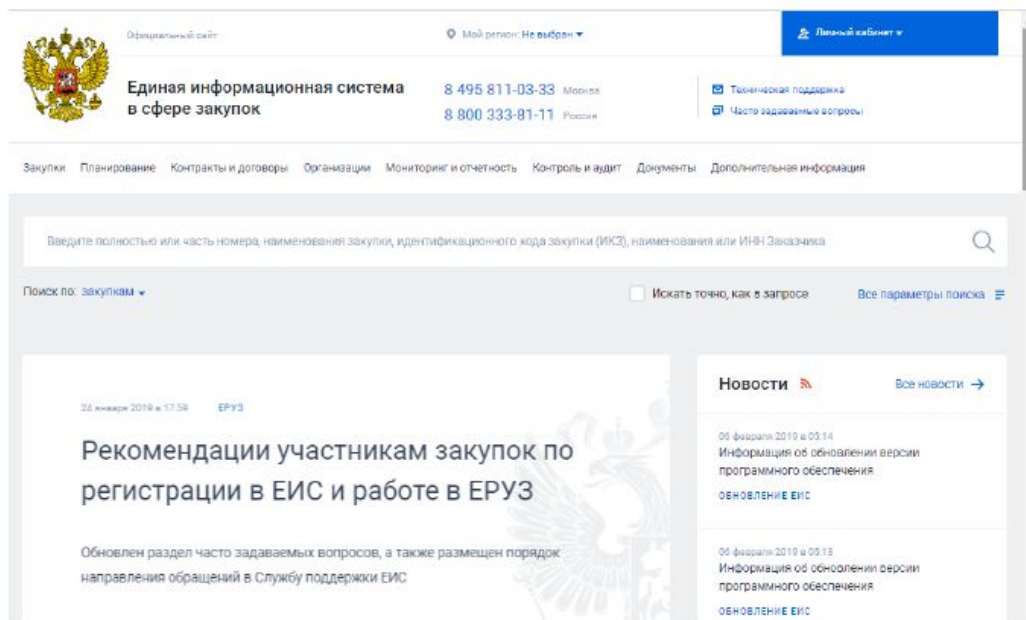 Официальный сайт
Мой регион: Не выбран
Личный кабинет
Единая информационная система
в сфере закупок
8 495 811-03-33 Москва
8 800 333-81-11 Россия
Техническая поддержка
Часто задаваемые вопросы
Закупки Планирование Контракты и договоры Организации Мониторинг и отчетность Контроль и аудит Документы Дополнительная информация
Введите полностью или часть номера, наименования закупки, идентификационного кода закупки (ИКЗ), наименования или ИНН Заказчика
Поиск по: закупкам
Искать точно, как в запросе
Все параметры поиска
24 января 2019 в 17:59 ЕРУЗ
Рекомендации участникам закупок по
регистрации в ЕИС и работе в ЕРУЗ
Обновлен раздел часто задаваемых вопросов, а также размещен порядок
направления обращений в Службу поддержки ЕИС
Новости
Все новости
06 февраля 2019 в 05:14
Информация об обновлении версии
программного обеспечения
ОБНОВЛЕНИЕ ЕИС
06 февраля 2019 в 05:13
Информация об обновлении версии
программного обеспечения
ОБНОВЛЕНИЕ ЕИС